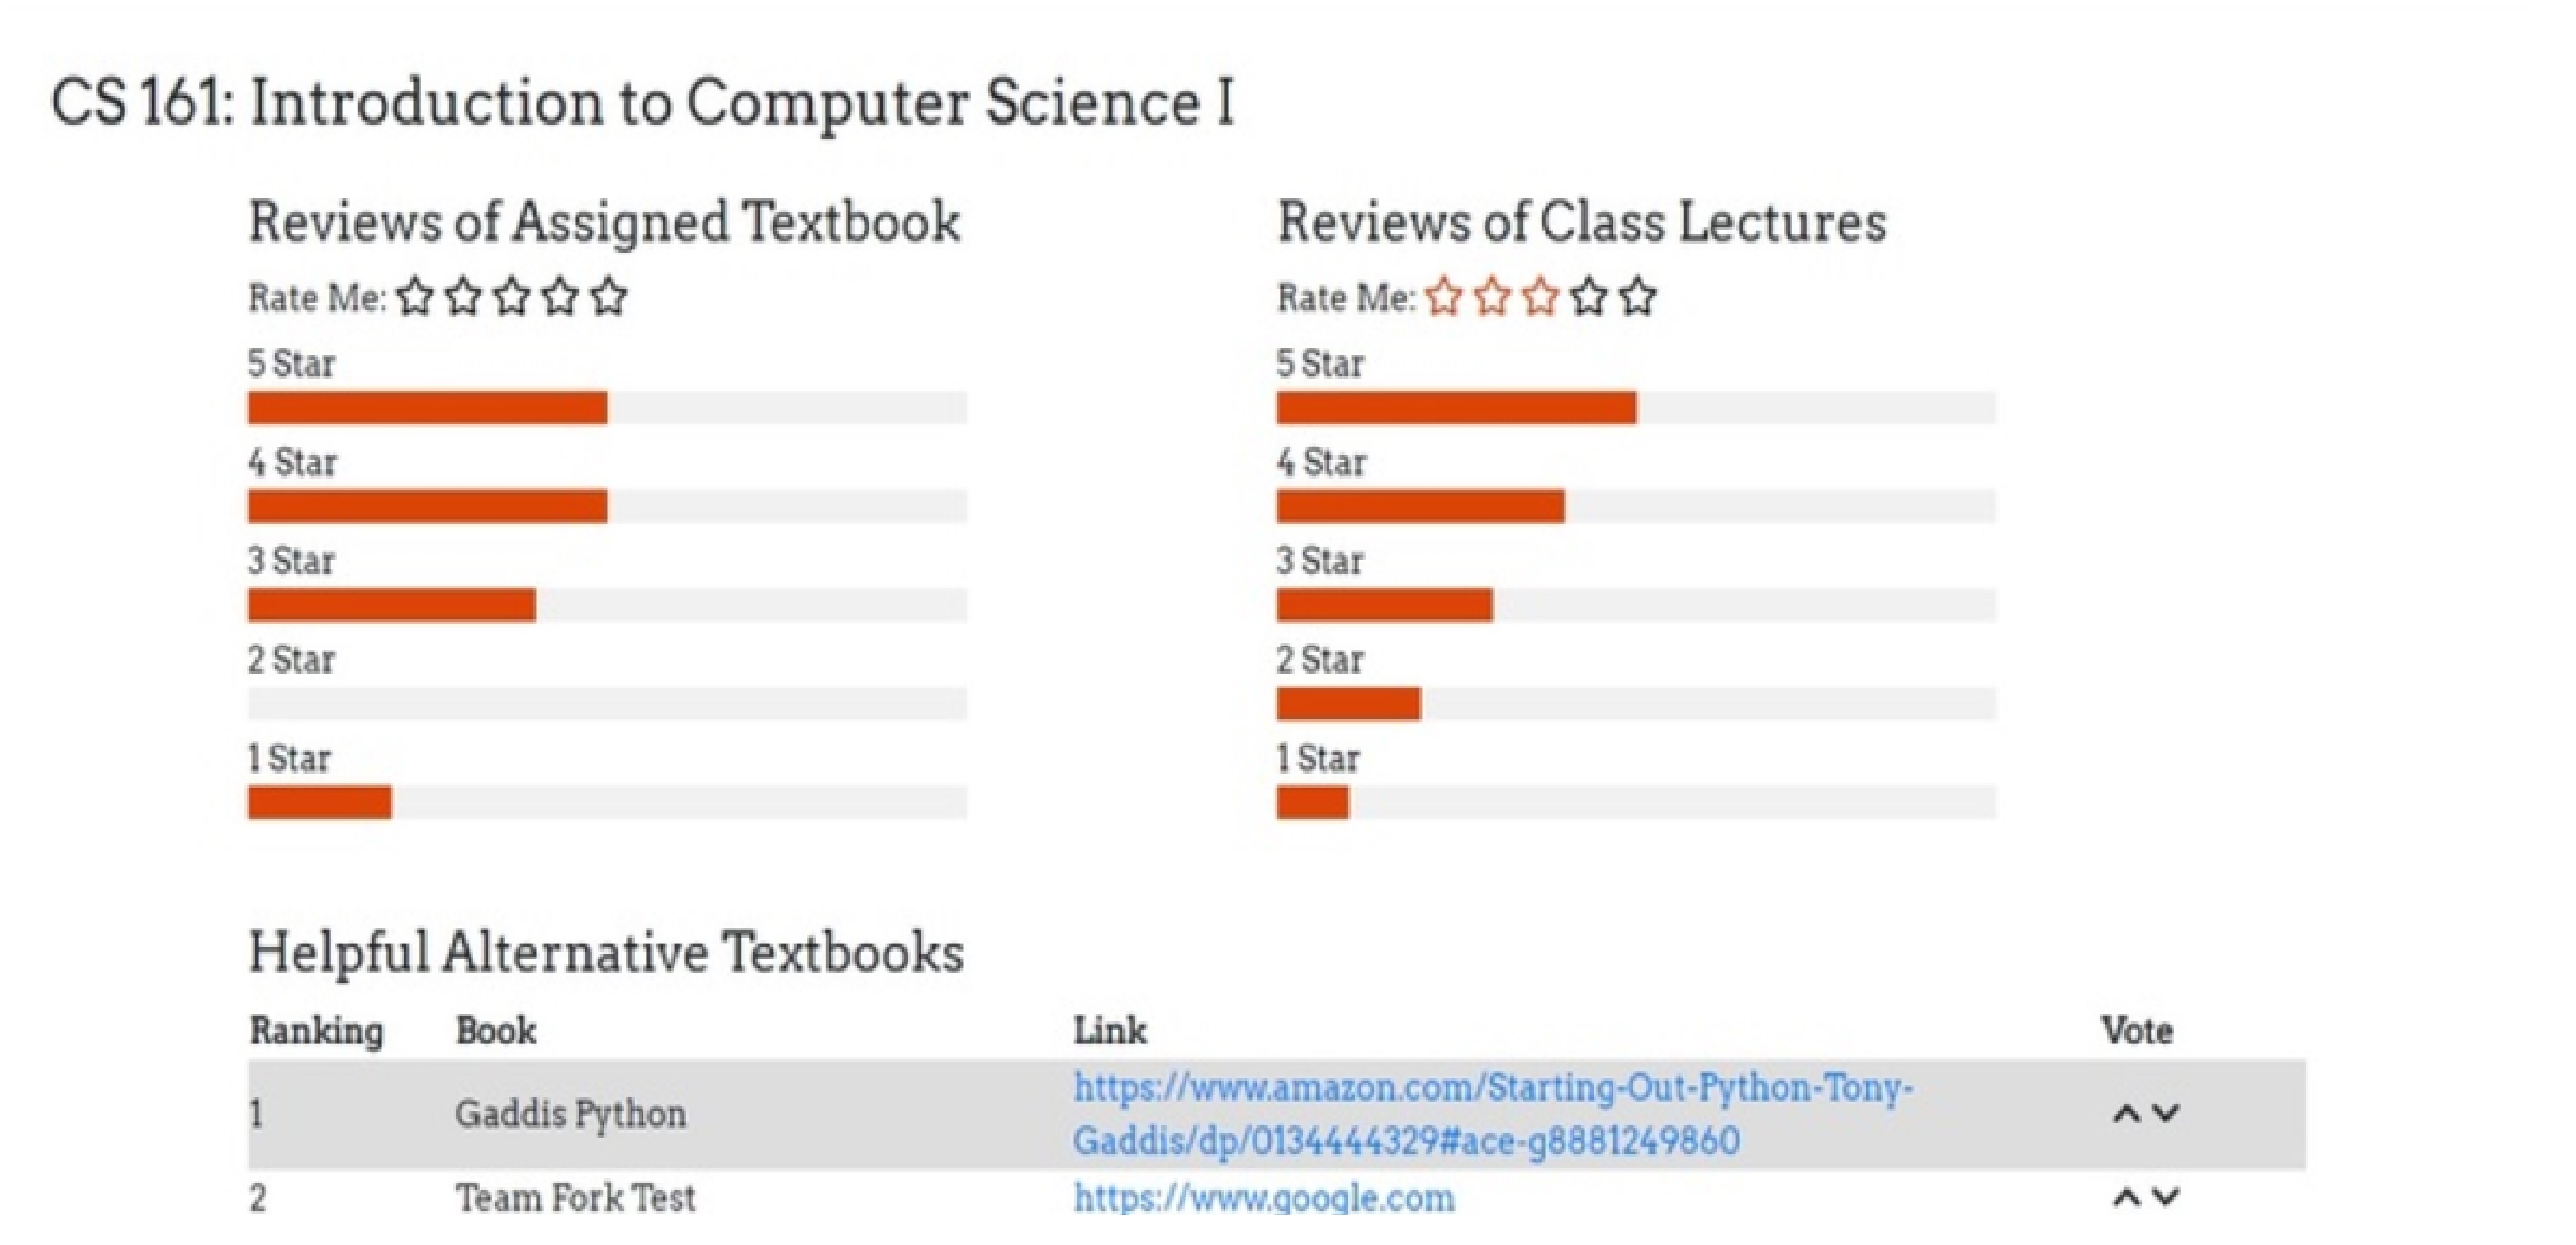 CS 161: Introduction to Computer Science I
Reviews of Assigned Textbook
Rate Me:
5 Star
4 Star
3 Star
2 Star
1 Star
Reviews of Class Lectures
Rate Me:
5 Star
4 Star
3 Star
2 Star
1 Star
Helpful Alternative Textbooks
Ranking Book Link Vote
1 Gaddis Python https://www.amazon.com/Starting-Out-Python-Tony-
Gaddis/dp/0134444329#ace-g8881249860
2 Team Fork Test https://www.google.com